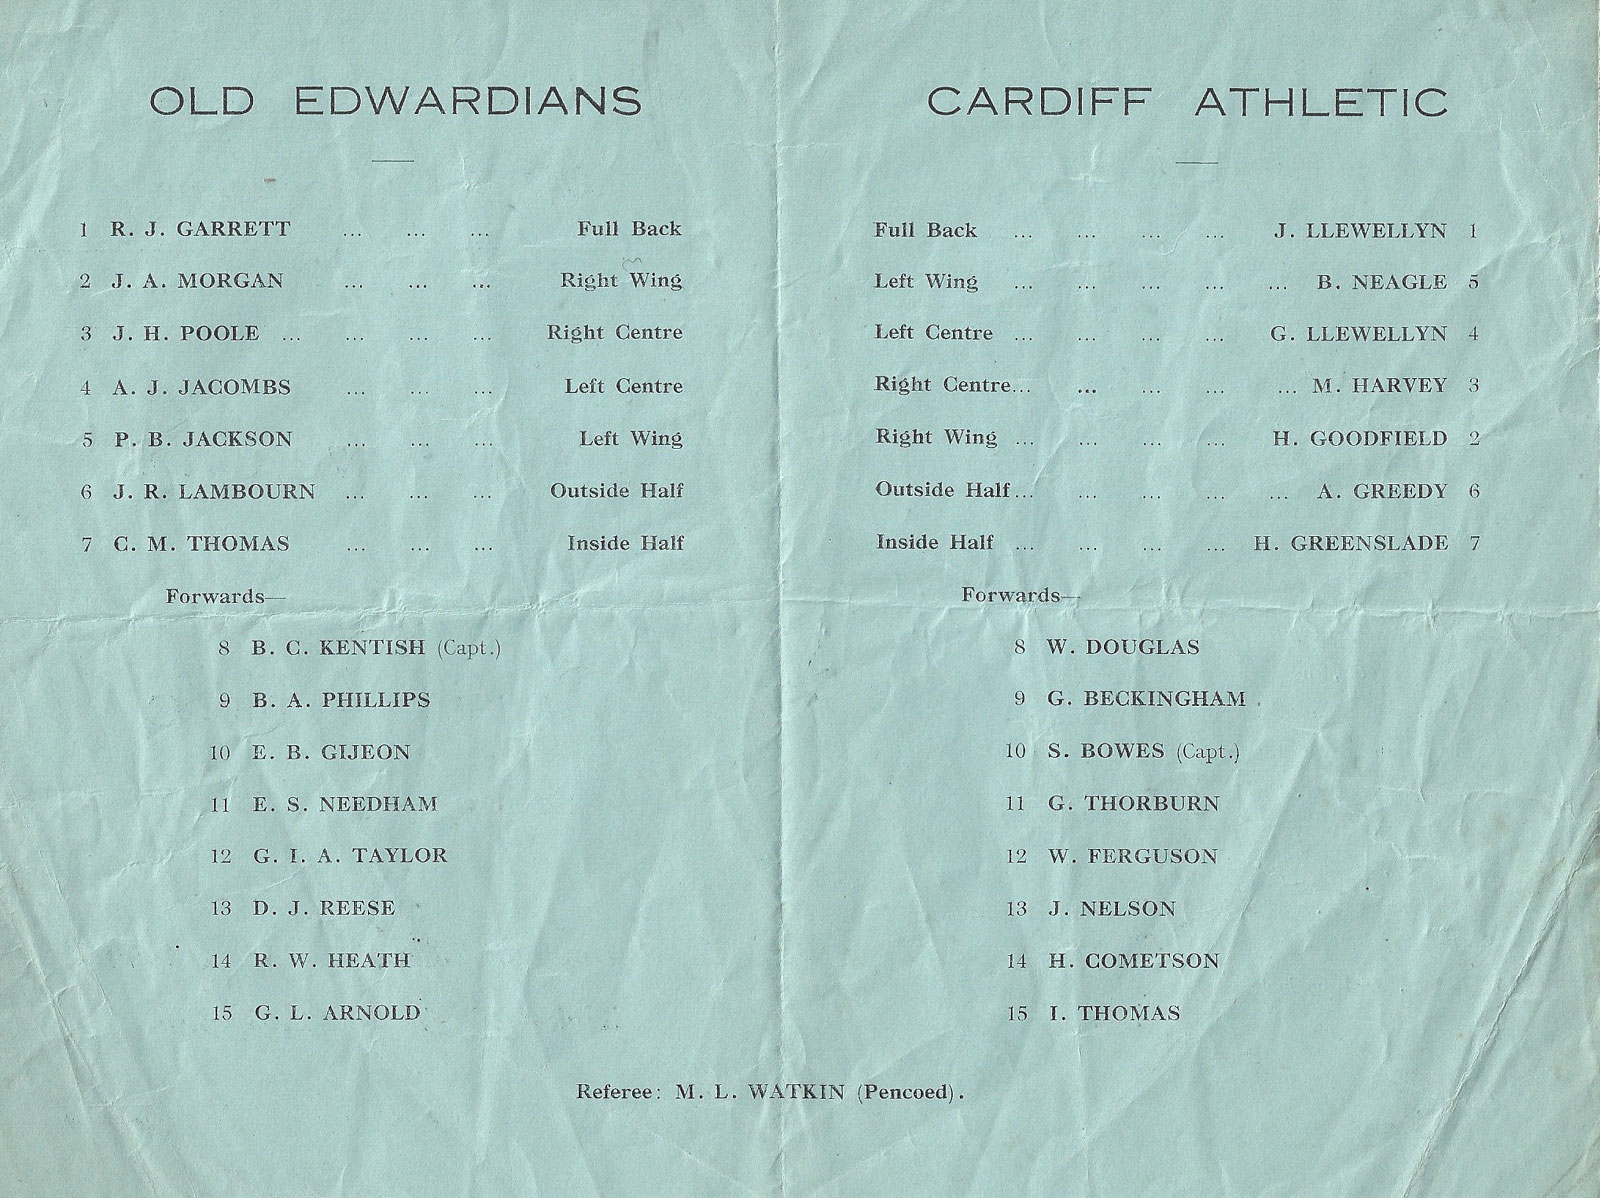 OLD EDWARDIANS
1 R. J. GARRETT ... ... ... Full Back
2 J. A. MORGAN ... ... ... Right Wing
3 J. H. POOLE ... ... ... ... Right Centre
4 A. J. JACOMBS ... ... ... Left Centre
5 P. B. JACKSON ... ... ... Left Wing
6 J. R. LAMBOURN ... ... ... Outside Half
7 C. M. THOMAS ... ... ... Inside Half
Forwards—
8 B. C. KENTISH (Capt.)
9 B. A. PHILLIPS
10 E. B. GIJEON
11 E. S. NEEDHAM
12 G. I. A. TAYLOR
13 D. J. REESE
14 R. W. HEATH
15 G. L. ARNOLD
CARDIFF ATHLETIC
Full Back ... ... ... ... J. LLEWELLYN 1
Left Wing ... ... ... ... ... B. NEAGLE 5
Left Centre ... ... ... ... G. LLEWELLYN 4
Right Centre... ... ... ... ... M. HARVEY 3
Right Wing ... ... ... ... H. GOODFIELD 2
Outside Half... ... ... ... ... A. GREEDY 6
Inside Half ... ... ... ... H. GREENSLADE 7
Forwards—
8 W. DOUGLAS
9 G. BECKINGHAM
10 S. BOWES (Capt.)
11 G. THORBURN
12 W. FERGUSON
13 J. NELSON
14 H. COMETSON
15 I. THOMAS
Referee: M. L. WATKIN (Pencoed).